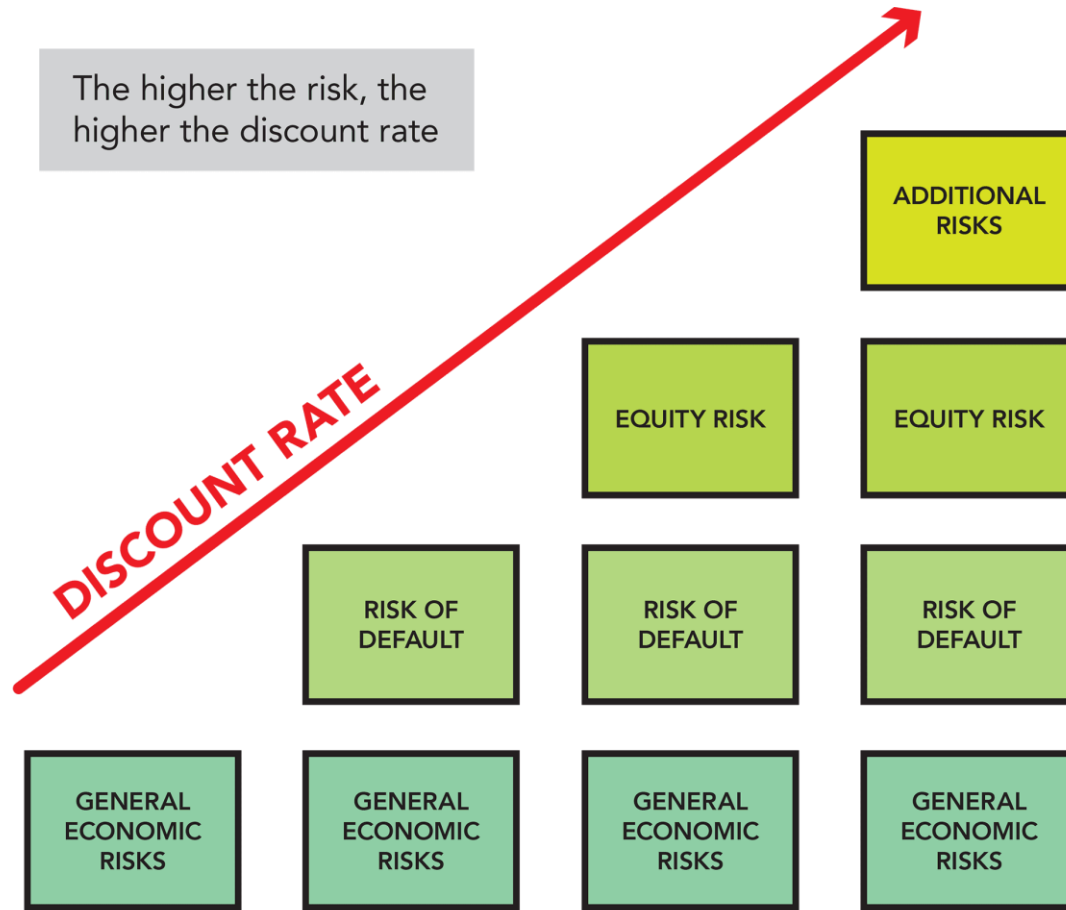 The higher the risk, the
higher the discount rate
DISCOUNT RATE
ADDITIONAL
RISKS
EQUITY RISK
EQUITY RISK
RISK OF
DEFAULT
RISK OF
DEFAULT
RISK OF
DEFAULT
GENERAL
ECONOMIC
RISKS
GENERAL
ECONOMIC
RISKS
GENERAL
ECONOMIC
RISKS
GENERAL
ECONOMIC
RISKS